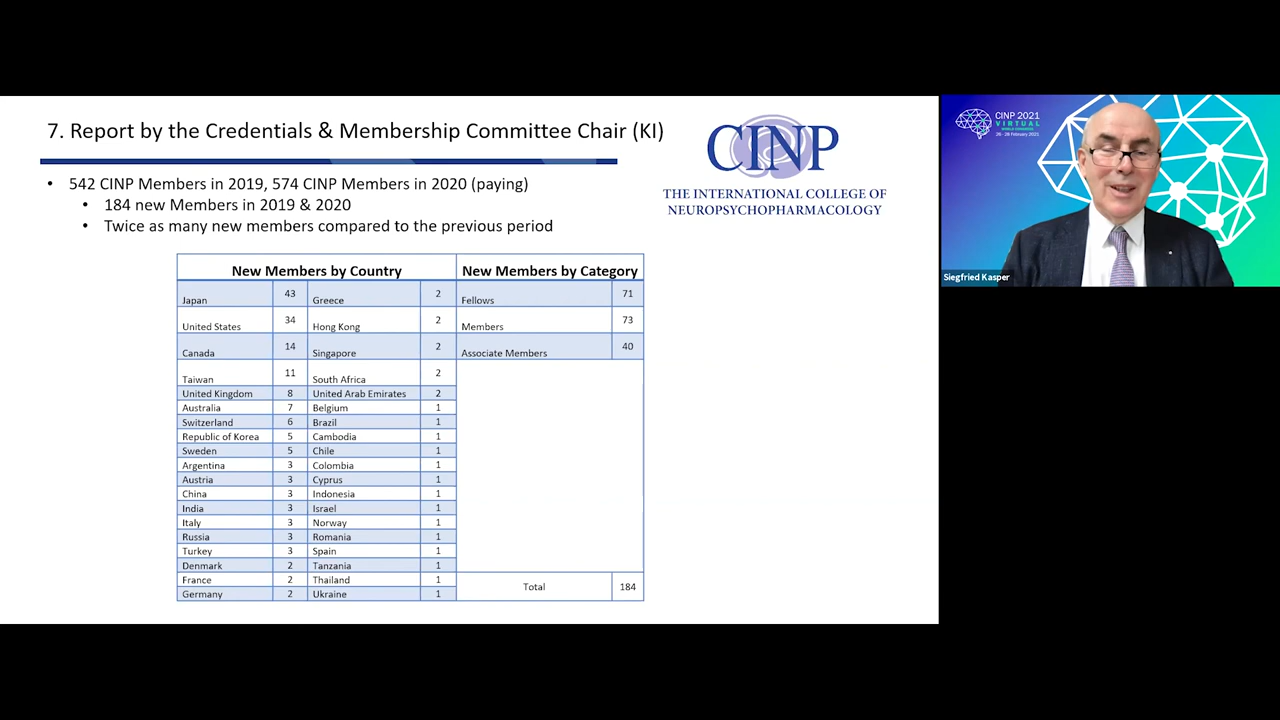 7. Report by the Credentials & Membership Committee Chair (KI)
CINP
THE INTERNATIONAL COLLEGE OF
NEUROPSYCHOPHARMACOLOGY
• 542 CINP Members in 2019, 574 CINP Members in 2020 (paying)
• 184 new Members in 2019 & 2020
• Twice as many new members compared to the previous period
New Members by Country New Members by Category
Japan 43 Greece 2 Fellows 71
United States 34 Hong Kong 2 Members 73
Canada 14 Singapore 2 Associate Members 40
Taiwan 11 South Africa 2
United Kingdom 8 United Arab Emirates 2
Australia 7 Belgium 1
Switzerland 6 Brazil 1
Republic of Korea 5 Cambodia 1
Sweden 5 Chile 1
Argentina 3 Colombia 1
Austria 3 Cyprus 1
China 3 Indonesia 1
India 3 Israel 1
Italy 3 Norway 1
Russia 3 Romania 1
Turkey 3 Spain 1
Denmark 2 Tanzania 1
France 2 Thailand 1
Germany 2 Ukraine 1
Total 184
CINP 2021
VIRTUAL
WORLD CONGRESS
26 - 28 February 2021
Siegfried Kasper